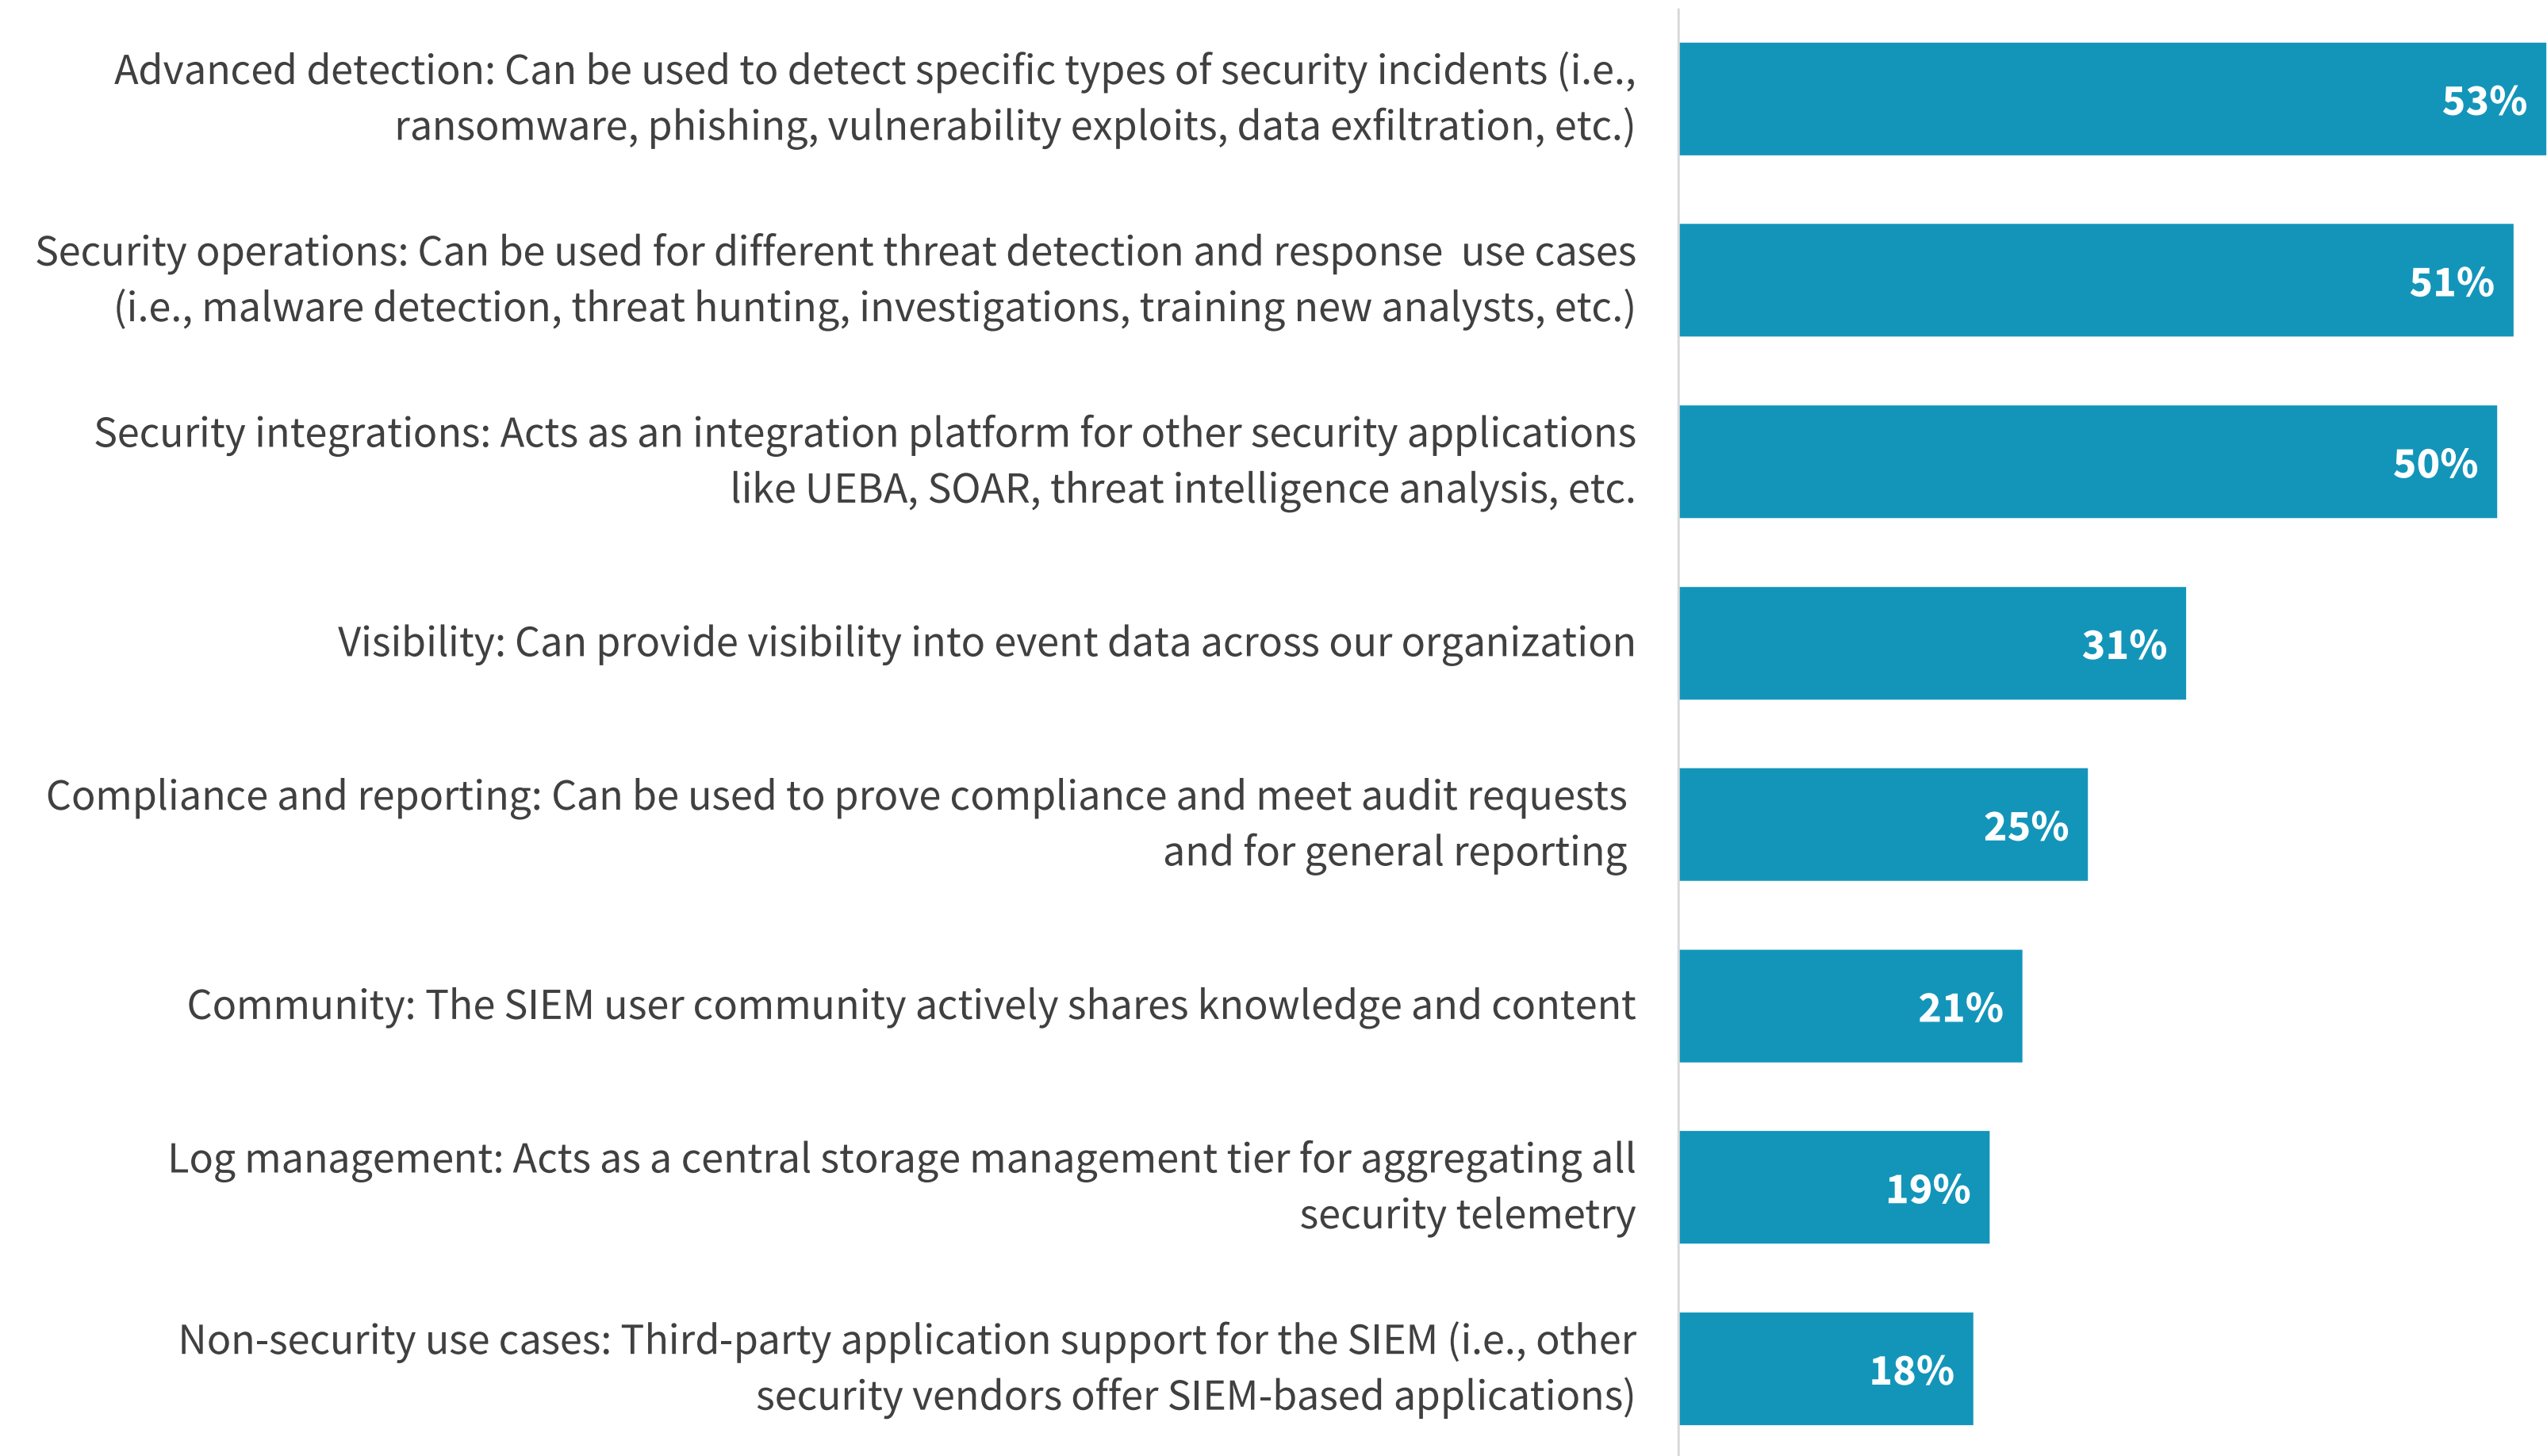 Advanced detection: Can be used to detect specific types of security incidents (i.e.,
ransomware, phishing, vulnerability exploits, data exfiltration, etc.)
53%
Security operations: Can be used for different threat detection and response  use cases
(i.e., malware detection, threat hunting, investigations, training new analysts, etc.)
51%
Security integrations: Acts as an integration platform for other security applications
like UEBA, SOAR, threat intelligence analysis, etc.
50%
Visibility: Can provide visibility into event data across our organization
31%
Compliance and reporting: Can be used to prove compliance and meet audit requests
and for general reporting
25%
Community: The SIEM user community actively shares knowledge and content
21%
Log management: Acts as a central storage management tier for aggregating all
security telemetry
19%
Non-security use cases: Third-party application support for the SIEM (i.e., other
security vendors offer SIEM-based applications)
18%